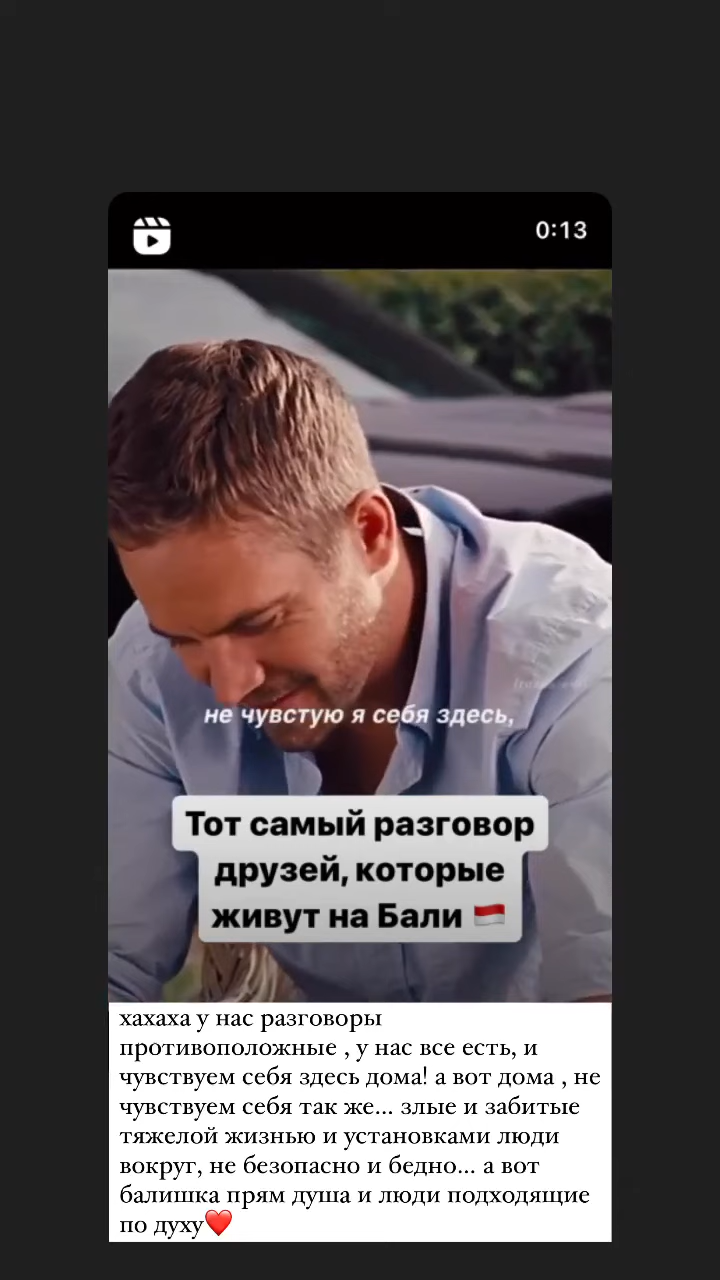 0:13
не чувстую я себя здесь,
Тот самый разговор
друзей, которые
живут на Бали 🇮🇩
хахаха у нас разговоры
противоположные , у нас все есть, и
чувствуем себя здесь дома! а вот дома , не
чувствуем себя так же... злые и забитые
тяжелой жизнью и установками люди
вокруг, не безопасно и бедно... а вот
балишка прям душа и люди подходящие
по духу❤️